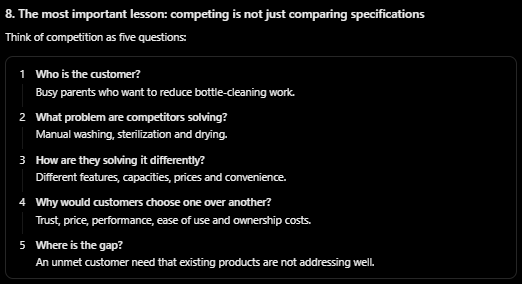 8. The most important lesson: competing is not just comparing specifications
Think of competition as five questions:
1 Who is the customer?
Busy parents who want to reduce bottle-cleaning work.
2 What problem are competitors solving?
Manual washing, sterilization and drying.
3 How are they solving it differently?
Different features, capacities, prices and convenience.
4 Why would customers choose one over another?
Trust, price, performance, ease of use and ownership costs.
5 Where is the gap?
An unmet customer need that existing products are not addressing well.